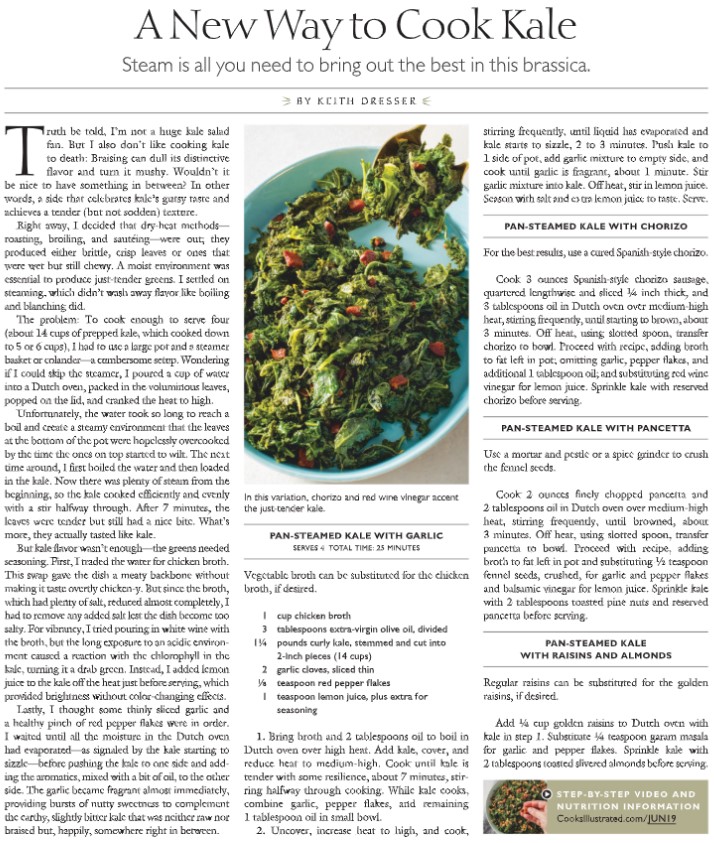 A New Way to Cook Kale
Steam is all you need to bring out the best in this brassica.
BY KEITH DRESSER
Truth be told, I'm not a huge kale salad
fan. But I also don't like cooking kale
to death: Braising can dull its distinctive
flavor and turn it mushy. Wouldn't it
be nice to have something in between? In other
words, a side that celebrates kale's gutsy taste and
achieves a tender (but not sodden) texture.
Right away, I decided that dry-heat methods—
roasting, broiling, and sautéing—were out; they
produced either brittle, crisp leaves or ones that
were wet but still chewy. A moist environment was
essential to produce just-tender greens. I settled on
steaming, which didn't wash away flavor like boiling
and blanching did.
The problem: To cook enough to serve four
(about 14 cups of prepped kale, which cooked down
to 5 or 6 cups), I had to use a large pot and a steamer
basket or colander—a cumbersome setup. Wondering
if I could skip the steamer, I poured a cup of water
into a Dutch oven, packed in the voluminous leaves,
popped on the lid, and cranked the heat to high.
Unfortunately, the water took so long to reach a
boil and create a steamy environment that the leaves
at the bottom of the pot were hopelessly overcooked
by the time the ones on top started to wilt. The next
time around, I first boiled the water and then loaded
in the kale. Now there was plenty of steam from the
beginning, so the kale cooked efficiently and evenly
with a stir halfway through. After 7 minutes, the
leaves were tender but still had a nice bite. What's
more, they actually tasted like kale.
But kale flavor wasn't enough—the greens needed
seasoning. First, I traded the water for chicken broth.
This swap gave the dish a meaty backbone without
making it taste overtly chicken-y. But since the broth,
which had plenty of salt, reduced almost completely, I
had to remove any added salt lest the dish become too
salty. For vibrancy, I tried pouring in white wine with
the broth, but the long exposure to an acidic environ-
ment caused a reaction with the chlorophyll in the
kale, turning it a drab green. Instead, I added lemon
juice to the kale off the heat just before serving, which
provided brightness without color-changing effects.
Lastly, I thought some thinly sliced garlic and
a healthy pinch of red pepper flakes were in order.
I waited until all the moisture in the Dutch oven
had evaporated—as signaled by the kale starting to
sizzle—before pushing the kale to one side and add-
ing the aromatics, mixed with a bit of oil, to the other
side. The garlic became fragrant almost immediately,
providing bursts of nutty sweetness to complement
the earthy, slightly bitter kale that was neither raw nor
braised but, happily, somewhere right in between.
In this variation, chorizo and red wine vinegar accent
the just-tender kale.
PAN-STEAMED KALE WITH GARLIC
SERVES 4 TOTAL TIME: 25 MINUTES
Vegetable broth can be substituted for the chicken
broth, if desired.
1 cup chicken broth
3 tablespoons extra-virgin olive oil, divided
1¼ pounds curly kale, stemmed and cut into
2-inch pieces (14 cups)
2 garlic cloves, sliced thin
⅛ teaspoon red pepper flakes
1 teaspoon lemon juice, plus extra for
seasoning
1. Bring broth and 2 tablespoons oil to boil in
Dutch oven over high heat. Add kale, cover, and
reduce heat to medium-high. Cook until kale is
tender with some resilience, about 7 minutes, stir-
ring halfway through cooking. While kale cooks,
combine garlic, pepper flakes, and remaining
1 tablespoon oil in small bowl.
2. Uncover, increase heat to high, and cook,
stirring frequently, until liquid has evaporated and
kale starts to sizzle, 2 to 3 minutes. Push kale to
1 side of pot, add garlic mixture to empty side, and
cook until garlic is fragrant, about 1 minute. Stir
garlic mixture into kale. Off heat, stir in lemon juice.
Season with salt and extra lemon juice to taste. Serve.
PAN-STEAMED KALE WITH CHORIZO
For the best results, use a cured Spanish-style chorizo.
Cook 3 ounces Spanish-style chorizo sausage,
quartered lengthwise and sliced ¼ inch thick, and
3 tablespoons oil in Dutch oven over medium-high
heat, stirring frequently, until starting to brown, about
3 minutes. Off heat, using slotted spoon, transfer
chorizo to bowl. Proceed with recipe, adding broth
to fat left in pot; omitting garlic, pepper flakes, and
additional 1 tablespoon oil; and substituting red wine
vinegar for lemon juice. Sprinkle kale with reserved
chorizo before serving.
PAN-STEAMED KALE WITH PANCETTA
Use a mortar and pestle or a spice grinder to crush
the fennel seeds.
Cook 2 ounces finely chopped pancetta and
2 tablespoons oil in Dutch oven over medium-high
heat, stirring frequently, until browned, about
3 minutes. Off heat, using slotted spoon, transfer
pancetta to bowl. Proceed with recipe, adding
broth to fat left in pot and substituting ½ teaspoon
fennel seeds, crushed, for garlic and pepper flakes
and balsamic vinegar for lemon juice. Sprinkle kale
with 2 tablespoons toasted pine nuts and reserved
pancetta before serving.
PAN-STEAMED KALE
WITH RAISINS AND ALMONDS
Regular raisins can be substituted for the golden
raisins, if desired.
Add ¼ cup golden raisins to Dutch oven with
kale in step 1. Substitute ¼ teaspoon garam masala
for garlic and pepper flakes. Sprinkle kale with
2 tablespoons toasted slivered almonds before serving.
STEP-BY-STEP VIDEO AND
NUTRITION INFORMATION
CooksIllustrated.com/JUN19